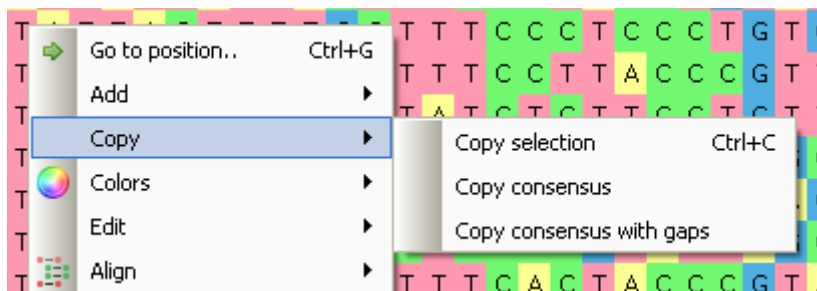 T T T C C C T C C C T G T
Go to position.. Ctrl+G
T T T C C T T A C C C G T
Add
T A T C T C T T C C T G T
Copy
Copy selection Ctrl+C
Colors
Copy consensus
Edit
Copy consensus with gaps
Align
T T T T C A C T A C C C G T